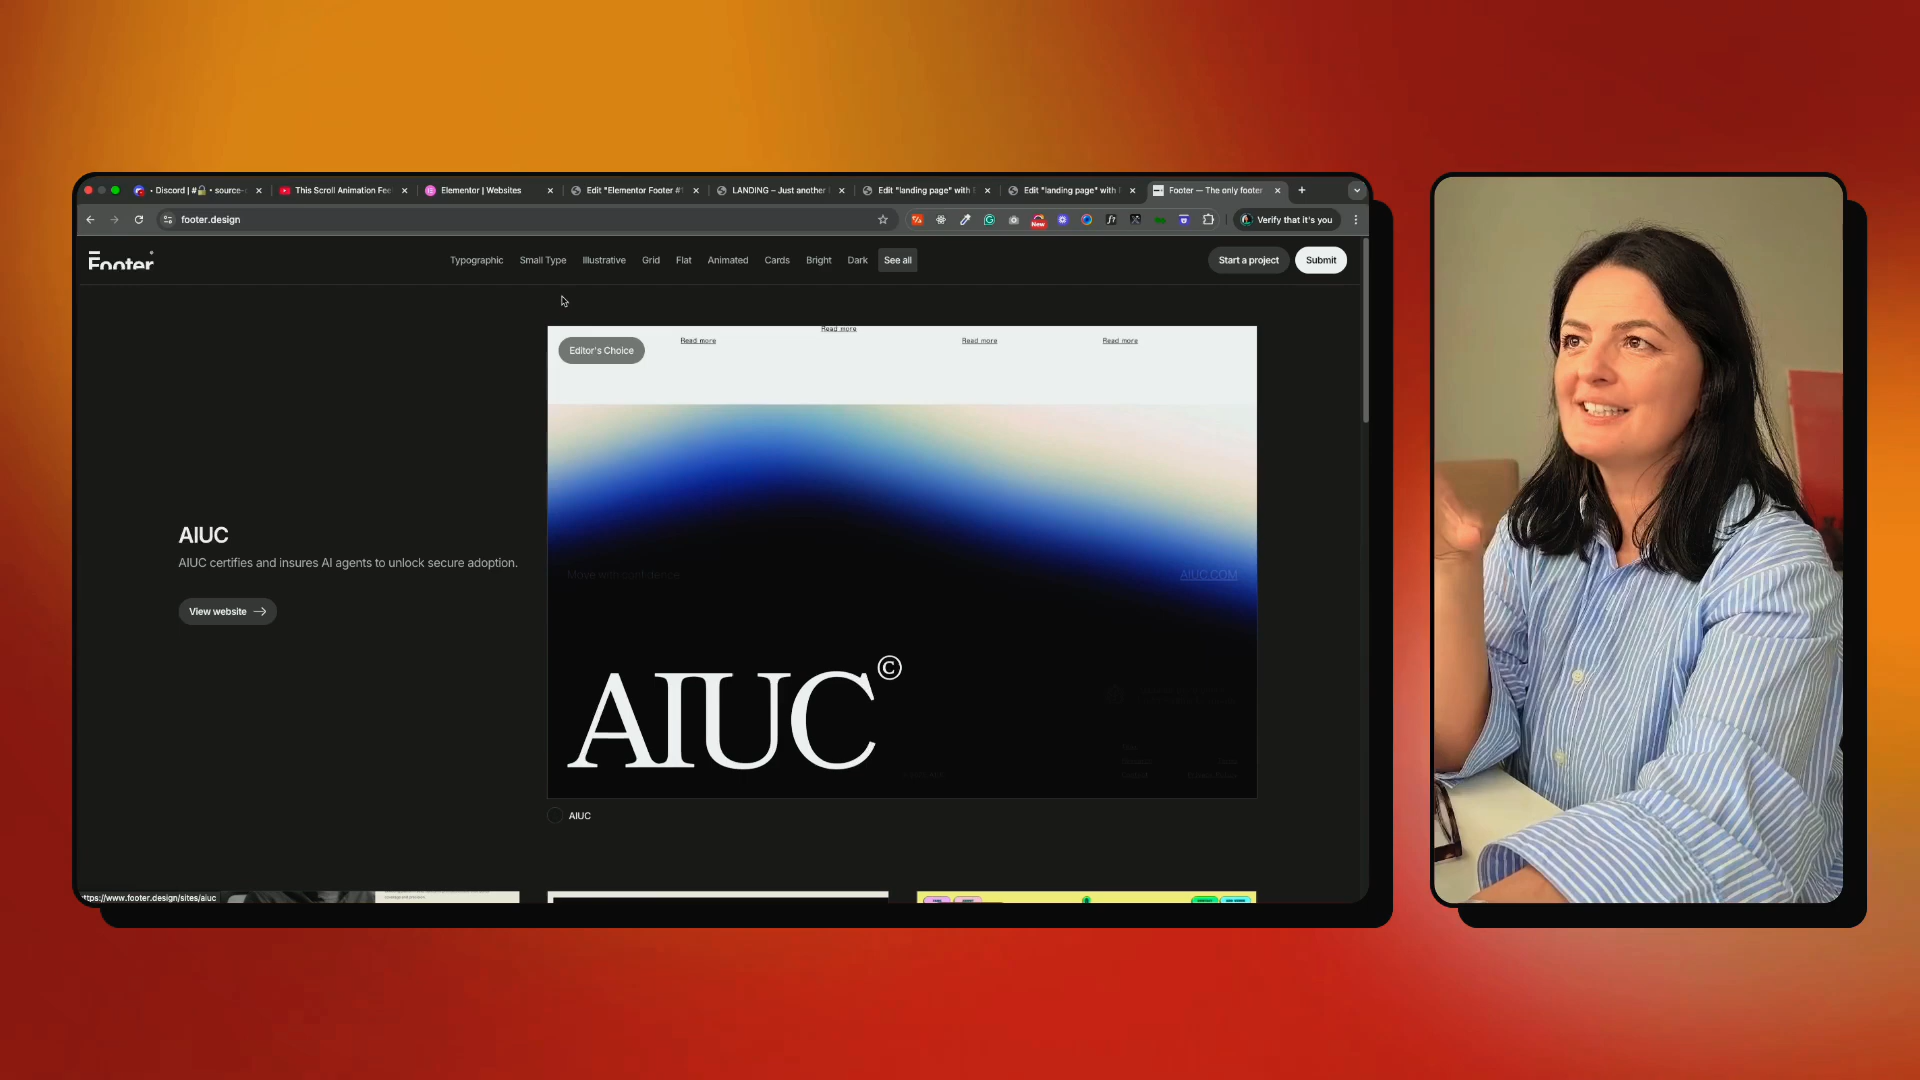 • Discord | #🔒 • source-
This Scroll Animation Fee
Elementor | Websites
Edit "Elementor Footer #
LANDING – Just another
Edit "landing page" with
Edit "landing page" with
Footer — The only footer
footer.design
New
Verify that it's you
Footer
Typographic
Small Type
Illustrative
Grid
Flat
Animated
Cards
Bright
Dark
See all
Start a project
Submit
Editor's Choice
Read more
Read more
Read more
Read more
AIUC
AIUC certifies and insures AI agents to unlock secure adoption.
View website
Move with confidence
AIUC.COM
AIUC©
AIUC
https://www.footer.design/sites/aiuc